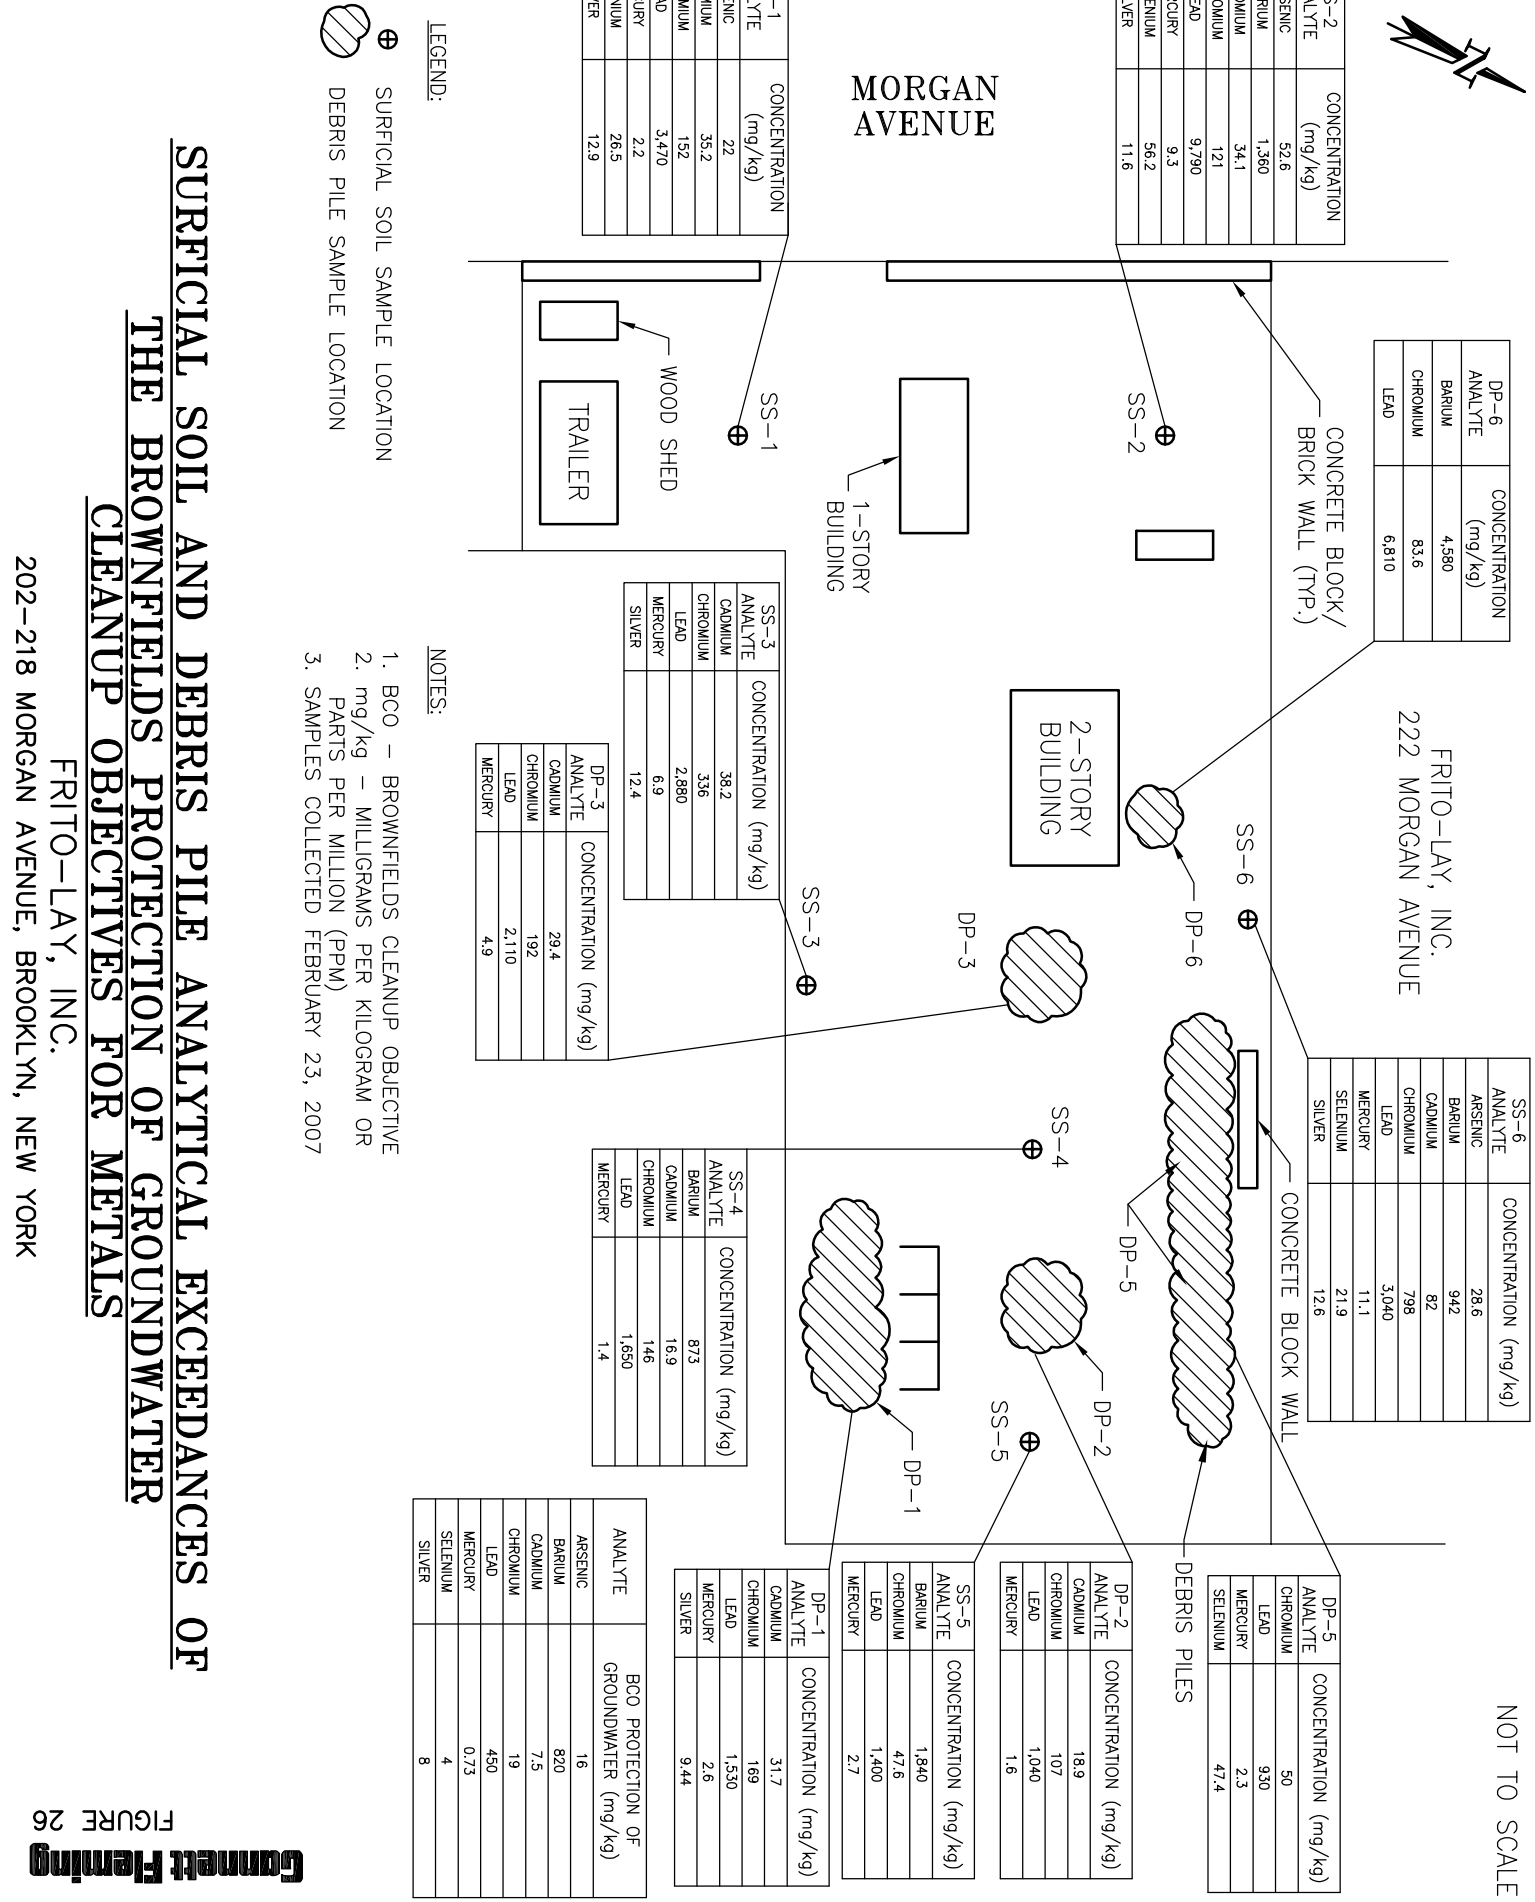 NOT TO SCALE
S-2
ALYTE
CONCENTRATION
(mg/kg)
SENIC 52.6
RIUM 1,360
MIUM 34.1
OMIUM 121
EAD 9,790
RCURY 9.3
ENIUM 56.2
LVER 11.6
MORGAN
AVENUE
-1
YTE
CONCENTRATION
(mg/kg)
ENIC 22
MIUM 35.2
MIUM 152
AD 3,470
URY 2.2
NIUM 26.5
VER 12.9
DP-6
ANALYTE
CONCENTRATION
(mg/kg)
BARIUM 4,580
CHROMIUM 83.6
LEAD 6,810
FRITO-LAY, INC.
222 MORGAN AVENUE
SS-6
ANALYTE CONCENTRATION (mg/kg)
ARSENIC 28.6
BARIUM 942
CADMIUM 82
CHROMIUM 798
LEAD 3,040
MERCURY 11.1
SELENIUM 21.9
SILVER 12.6
CONCRETE BLOCK/
BRICK WALL (TYP.)
SS-6
CONCRETE BLOCK WALL
DP-5
ANALYTE CONCENTRATION (mg/kg)
CHROMIUM 50
LEAD 930
MERCURY 2.3
SELENIUM 47.4
SS-2
DP-6
DP-5
DEBRIS PILES
2-STORY
BUILDING
DP-3
SS-4
DP-2
SS-5
DP-2
ANALYTE CONCENTRATION (mg/kg)
CADMIUM 18.9
CHROMIUM 107
LEAD 1,040
MERCURY 1.6
1-STORY
BUILDING
SS-3
DP-1
SS-5
ANALYTE CONCENTRATION (mg/kg)
BARIUM 1,840
CHROMIUM 47.6
LEAD 1,400
MERCURY 2.7
SS-1
WOOD SHED
TRAILER
SS-3
ANALYTE CONCENTRATION (mg/kg)
CADMIUM 38.2
CHROMIUM 336
LEAD 2,880
MERCURY 6.9
SILVER 12.4
SS-4
ANALYTE CONCENTRATION (mg/kg)
BARIUM 873
CADMIUM 16.9
CHROMIUM 146
LEAD 1,650
MERCURY 1.4
DP-1
ANALYTE CONCENTRATION (mg/kg)
CADMIUM 31.7
CHROMIUM 169
LEAD 1,530
MERCURY 2.6
SILVER 9.44
DP-3
ANALYTE CONCENTRATION (mg/kg)
CADMIUM 29.4
CHROMIUM 192
LEAD 2,110
MERCURY 4.9
ANALYTE
BCO PROTECTION OF
GROUNDWATER (mg/kg)
ARSENIC 16
BARIUM 820
CADMIUM 7.5
CHROMIUM 19
LEAD 450
MERCURY 0.73
SELENIUM 4
SILVER 8
LEGEND:
SURFICIAL SOIL SAMPLE LOCATION
DEBRIS PILE SAMPLE LOCATION
NOTES:
1. BCO - BROWNFIELDS CLEANUP OBJECTIVE
2. mg/kg - MILLIGRAMS PER KILOGRAM OR
PARTS PER MILLION (PPM)
3. SAMPLES COLLECTED FEBRUARY 23, 2007
SURFICIAL SOIL AND DEBRIS PILE ANALYTICAL EXCEEDANCES OF
THE BROWNFIELDS PROTECTION OF GROUNDWATER
CLEANUP OBJECTIVES FOR METALS
FRITO-LAY, INC.
202-218 MORGAN AVENUE, BROOKLYN, NEW YORK
Gannett Fleming
FIGURE 26